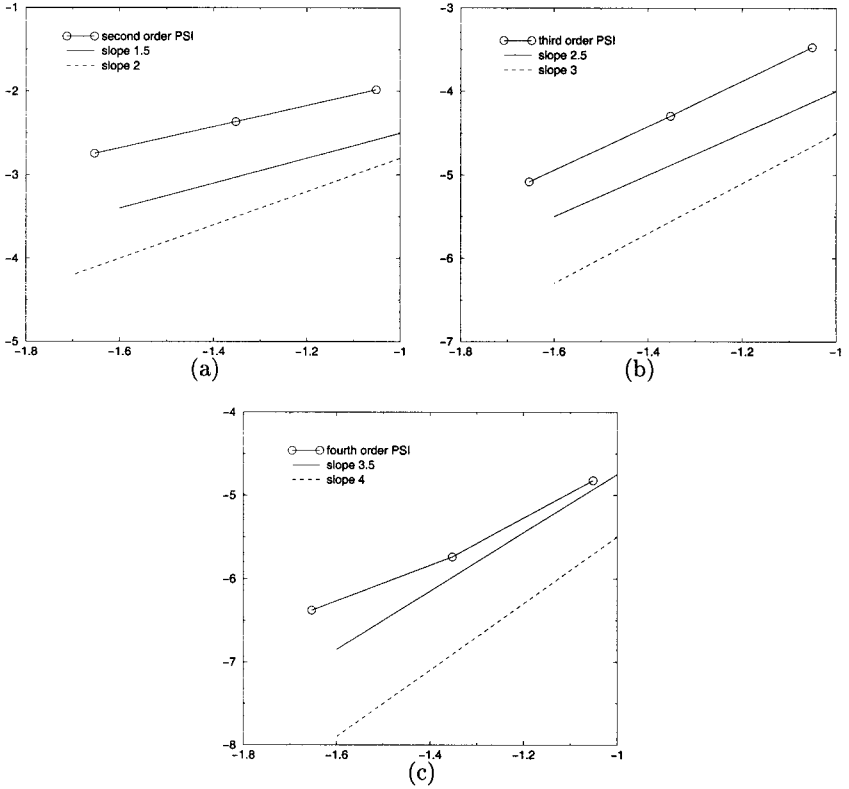 -1
second order PSI
slope 1.5
slope 2
-2
-3
-4
-5
-1.8 -1.6 -1.4 -1.2 -1
(a)
-3
third order PSI
slope 2.5
slope 3
-4
-5
-6
-7
-1.8 -1.6 -1.4 -1.2 -1
(b)
-4
fourth order PSI
slope 3.5
slope 4
-5
-6
-7
-8
-1.8 -1.6 -1.4 -1.2 -1
(c)